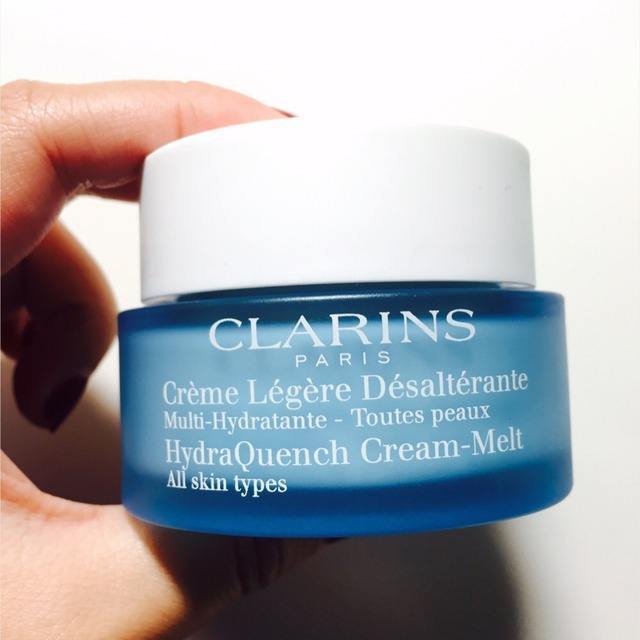 CLARINS
PARIS
Crème Légère Désaltérante
Multi-Hydratante - Toutes peaux
HydraQuench Cream-Melt
All skin types